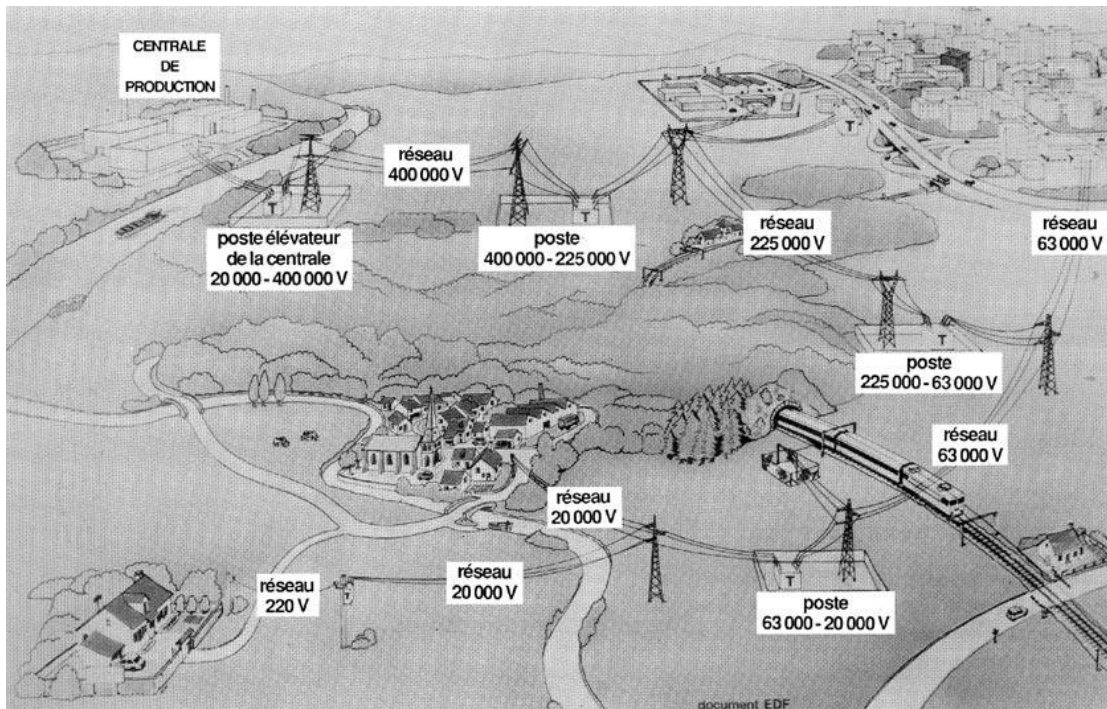 CENTRALE
DE
PRODUCTION
T
réseau
400 000 V
T
poste élévateur
de la centrale
20 000 - 400 000 V
T
poste
400 000 - 225 000 V
réseau
225 000 V
réseau
63 000 V
T
poste
225 000 - 63 000 V
réseau
63 000 V
réseau
20 000 V
réseau
20 000 V
réseau
220 V
T
T
poste
63 000 - 20 000 V
document EDF